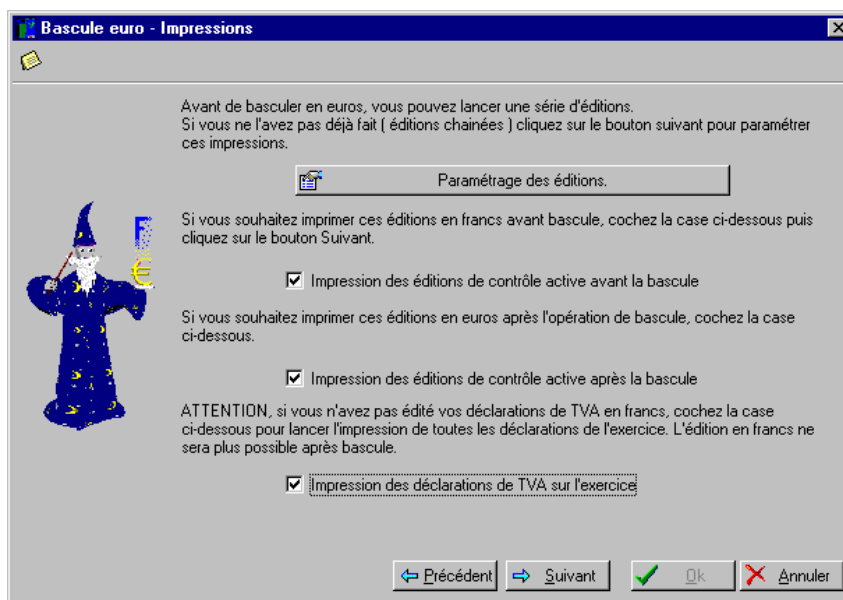 Bascule euro - Impressions
Avant de basculer en euros, vous pouvez lancer une série d'éditions.
Si vous ne l'avez pas déjà fait ( éditions chainées ) cliquez sur le bouton suivant pour paramétrer
ces impressions.
Paramétrage des éditions.
Si vous souhaitez imprimer ces éditions en francs avant bascule, cochez la case ci-dessous puis
cliquez sur le bouton Suivant.
F
€
Impression des éditions de contrôle active avant la bascule
Si vous souhaitez imprimer ces éditions en euros après l'opération de bascule, cochez la case
ci-dessous.
Impression des éditions de contrôle active après la bascule
ATTENTION, si vous n'avez pas édité vos déclarations de TVA en francs, cochez la case
ci-dessous pour lancer l'impression de toutes les déclarations de l'exercice. L'édition en francs ne
sera plus possible après bascule.
Impression des déclarations de TVA sur l'exercice
Précédent Suivant Ok Annuler